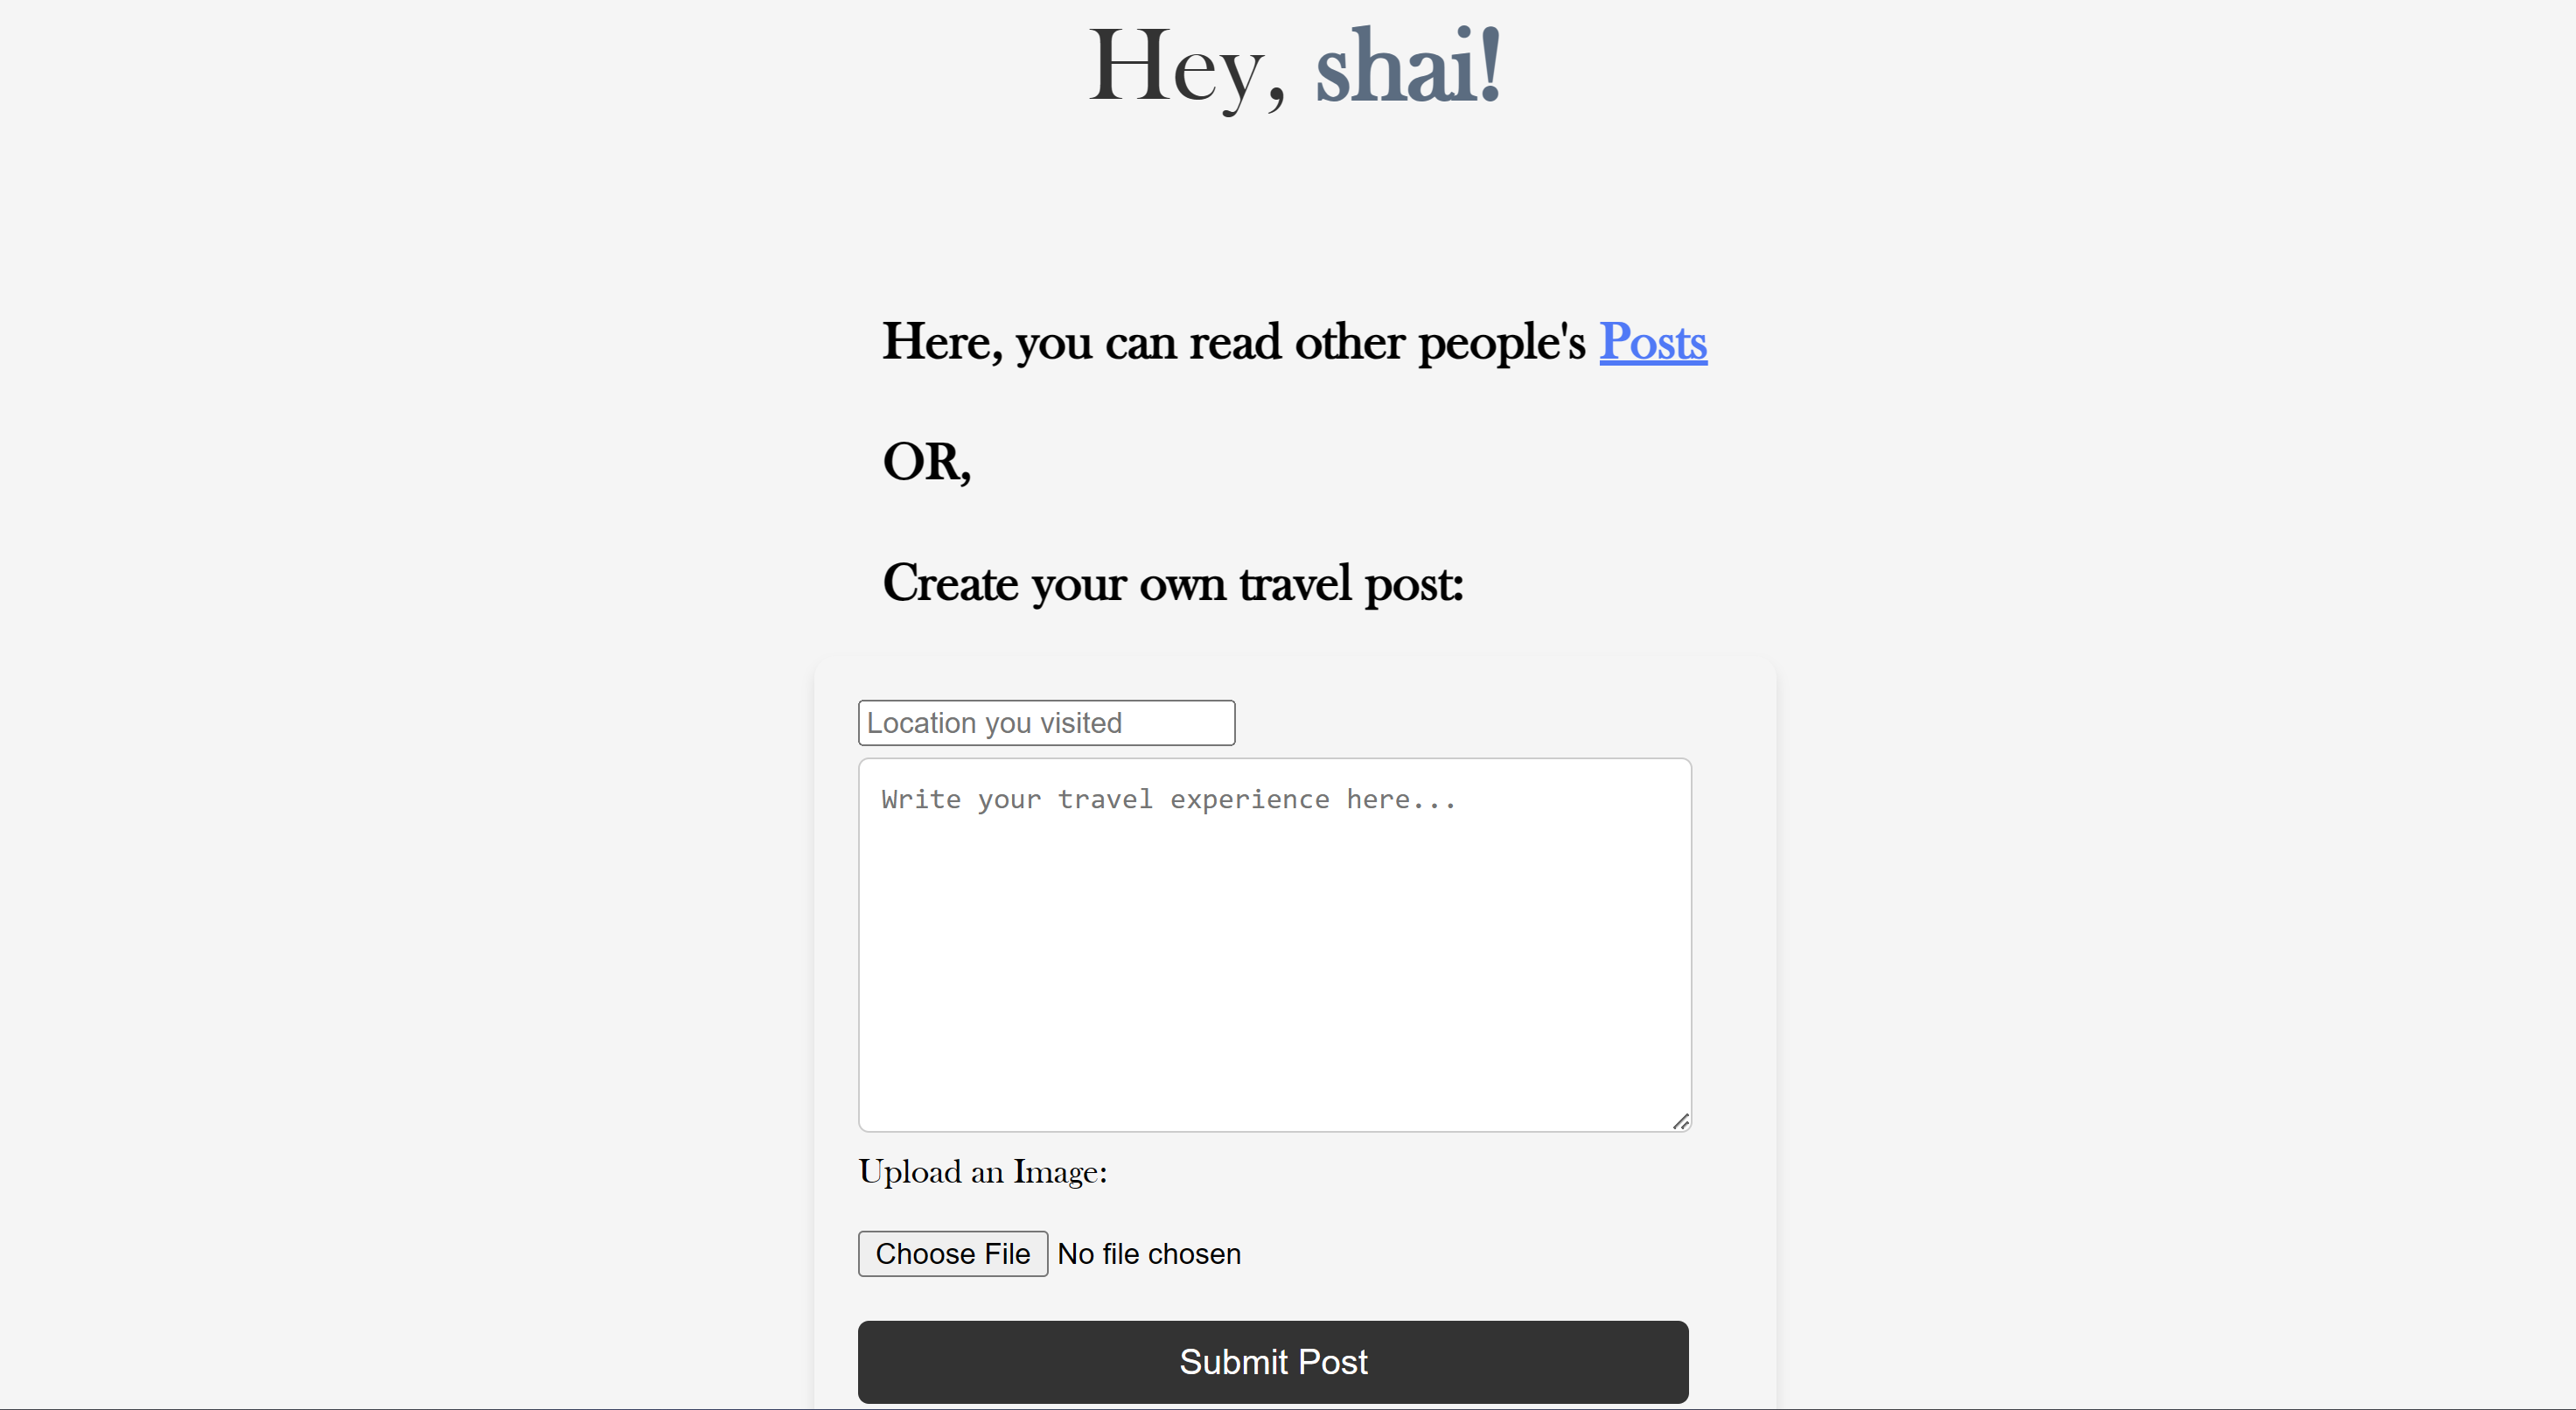 Hey, shai!
Here, you can read other people's Posts
OR,
Create your own travel post:
Location you visited
Write your travel experience here...
Upload an Image:
Choose File No file chosen
Submit Post